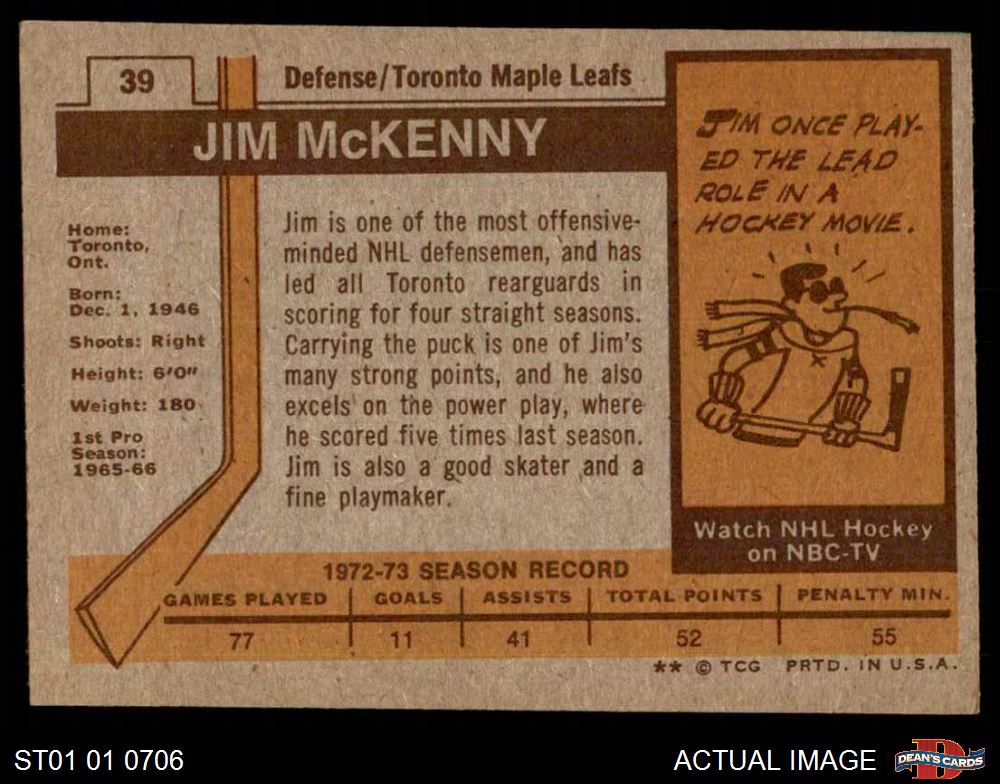 39
Defense/Toronto Maple Leafs
JIM McKENNY
Home:
Toronto,
Ont.
Born:
Dec. 1, 1946
Shoots: Right
Height: 6'0"
Weight: 180
1st Pro
Season:
1965-66
Jim is one of the most offensive-
minded NHL defensemen, and has
led all Toronto rearguards in
scoring for four straight seasons.
Carrying the puck is one of Jim's
many strong points, and he also
excels on the power play, where
he scored five times last season.
Jim is also a good skater and a
fine playmaker.
JIM ONCE PLAY-
ED THE LEAD
ROLE IN A
HOCKEY MOVIE.
Watch NHL Hockey
on NBC-TV
1972-73 SEASON RECORD
GAMES PLAYED GOALS ASSISTS TOTAL POINTS PENALTY MIN.
77 11 41 52 55
** © TCG PRTD. IN U.S.A.
ST01 01 0706
ACTUAL IMAGE
D
DEAN'S CARDS